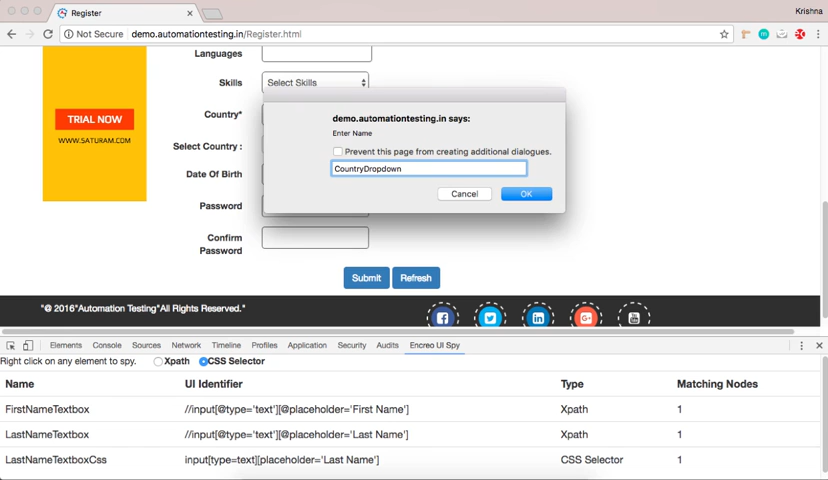 Register
Krishna
Not Secure demo.automationtesting.in/Register.html
TRIAL NOW
WWW.SATURAM.COM
Languages
Skills
Select Skills
Country*
Select Country :
Date Of Birth
Password
Confirm
Password
demo.automationtesting.in says:
Enter Name
Prevent this page from creating additional dialogues.
CountryDropdown
Cancel OK
Submit Refresh
"@ 2016"Automation Testing"All Rights Reserved."
Elements Console Sources Network Timeline Profiles Application Security Audits Encreo UI Spy
Right click on any element to spy. Xpath CSS Selector
Name UI Identifier Type Matching Nodes
FirstNameTextbox //input[@type='text'][@placeholder='First Name'] Xpath 1
LastNameTextbox //input[@type='text'][@placeholder='Last Name'] Xpath 1
LastNameTextboxCss input[type=text][placeholder='Last Name'] CSS Selector 1